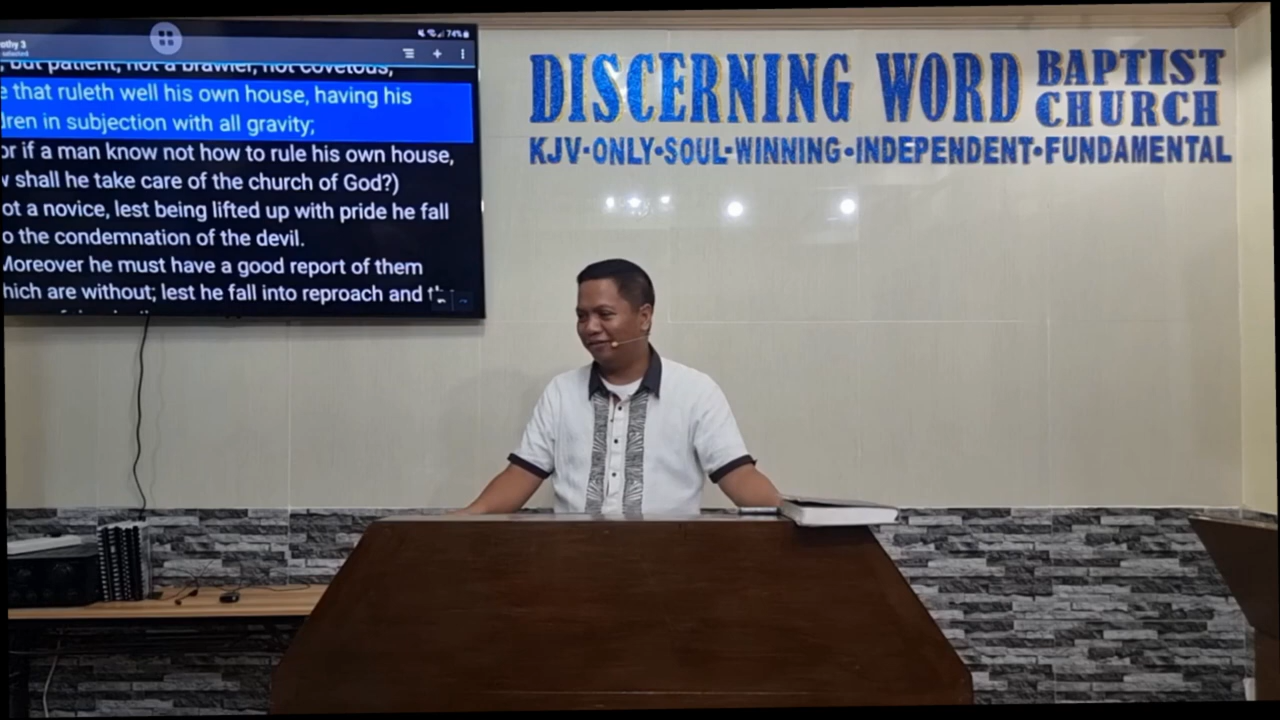 othy 3
74%
, but patient, not a brawler, not covetous,
e that ruleth well his own house, having his
ren in subjection with all gravity;
or if a man know not how to rule his own house,
shall he take care of the church of God?)
ot a novice, lest being lifted up with pride he fall
o the condemnation of the devil.
Moreover he must have a good report of them
hich are without; lest he fall into reproach and
DISCERNING WORD BAPTIST CHURCH
KJV-ONLY•SOUL-WINNING•INDEPENDENT•FUNDAMENTAL